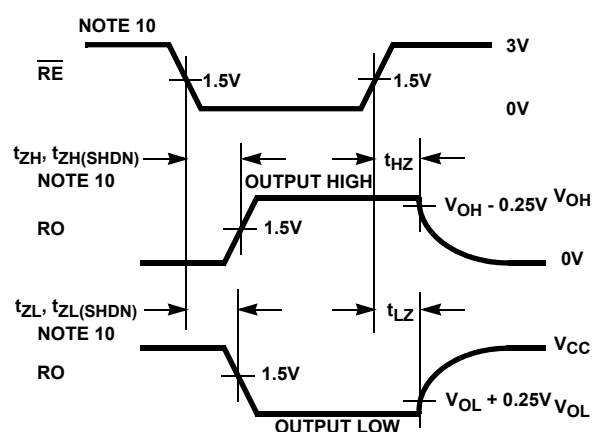 NOTE 10
RE
1.5V
1.5V
3V
0V
tZH, tZH(SHDN)
NOTE 10
RO
OUTPUT HIGH
1.5V
tHZ
VOH - 0.25V
VOH
0V
tZL, tZL(SHDN)
NOTE 10
RO
1.5V
OUTPUT LOW
tLZ
VCC
VOL + 0.25V
VOL